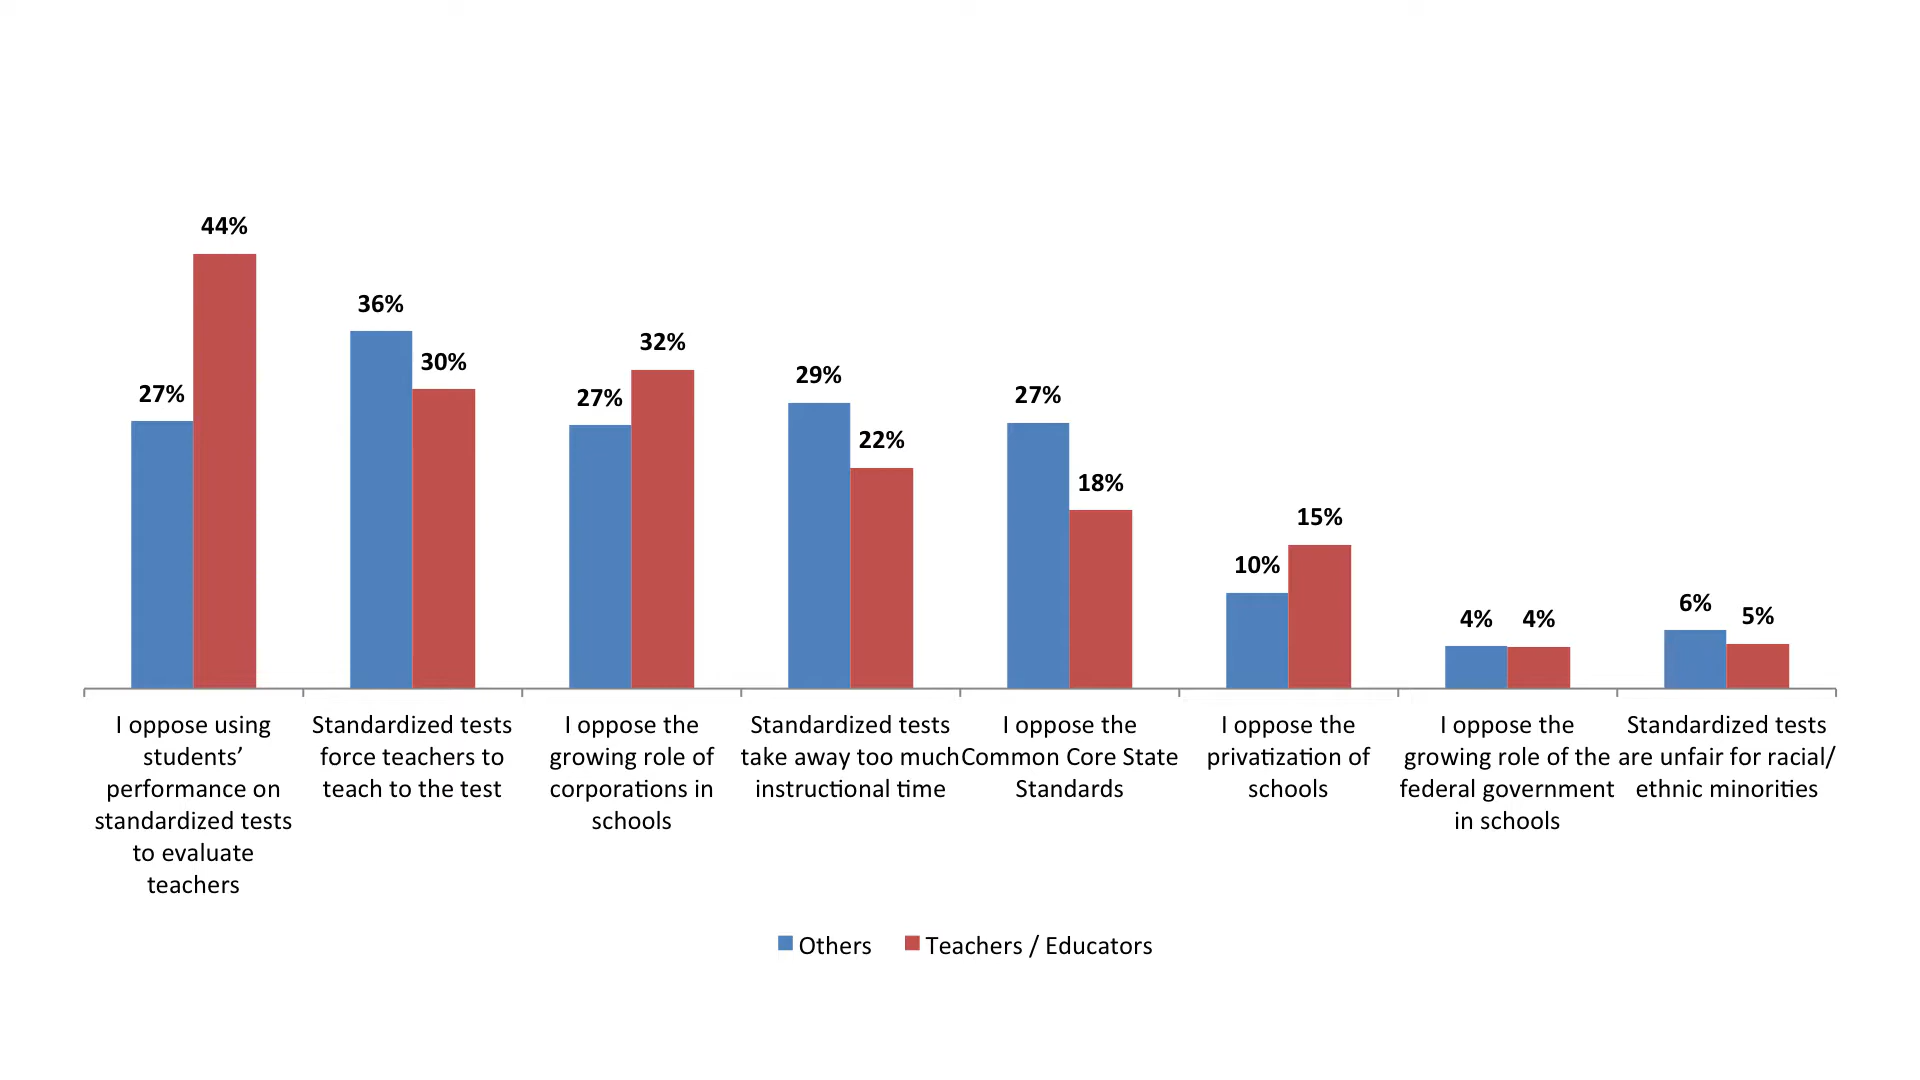 44%
36%
32%
30%
27%
27%
29%
27%
22%
18%
15%
10%
4%
4%
6%
5%
I oppose using
students’
performance on
standardized tests
to evaluate
teachers
Standardized tests
force teachers to
teach to the test
I oppose the
growing role of
corporations in
schools
Standardized tests
take away too much
instructional time
I oppose the
Common Core State
Standards
I oppose the
privatization of
schools
I oppose the
growing role of the
federal government
in schools
Standardized tests
are unfair for racial/
ethnic minorities
Others
Teachers / Educators